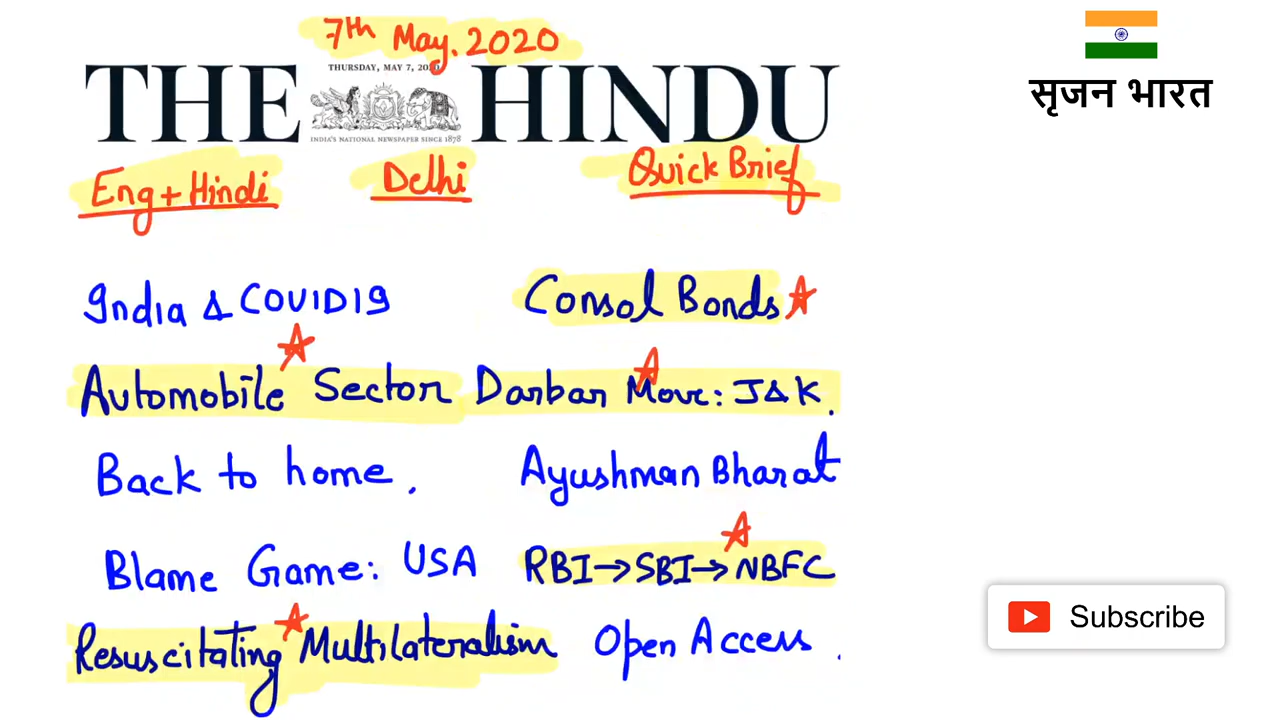 7th May. 2020
THURSDAY, MAY 7, 2020
THE HINDU
INDIA'S NATIONAL NEWSPAPER SINCE 1878
सृजन भारत
Eng + Hindi Delhi Quick Brief
India & COVID19 Consol Bonds
Automobile Sector Darbar Move: J&K.
Back to home. Ayushman Bharat
Blame Game: USA RBI→SBI→NBFC
Resuscitating Multilateralism Open Access.
Subscribe